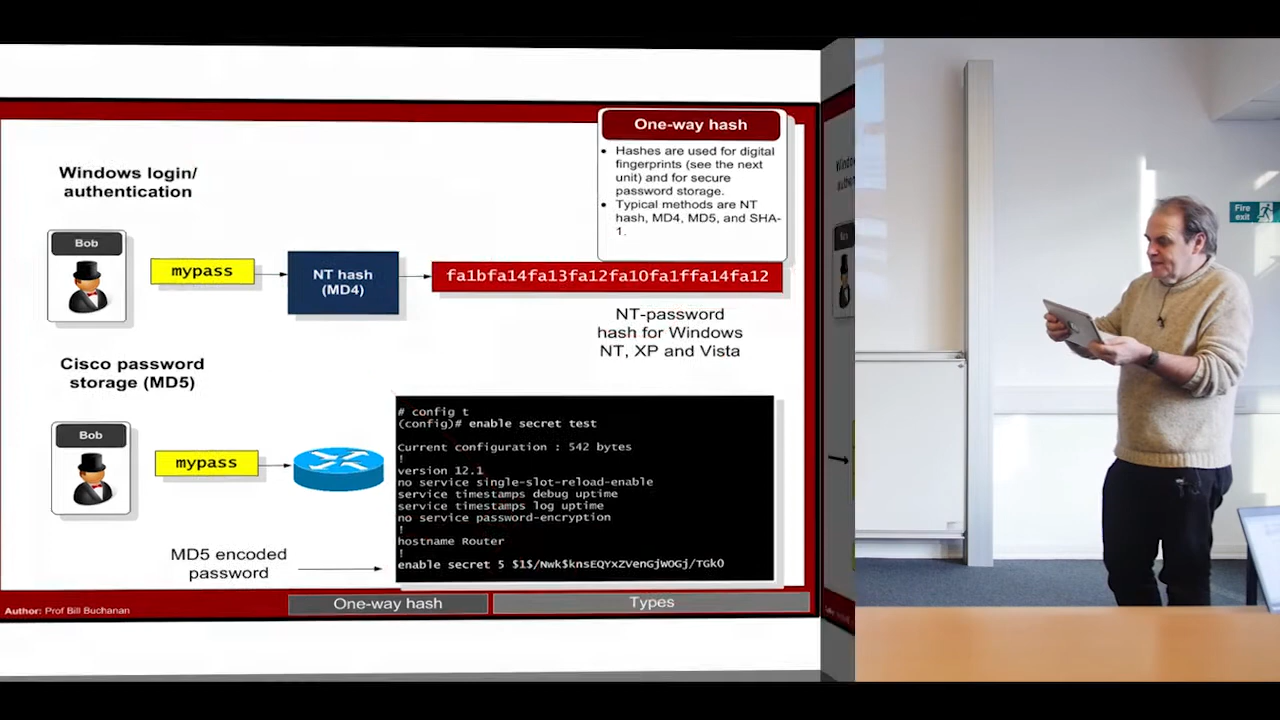 One-way hash
Hashes are used for digital
fingerprints (see the next
unit) and for secure
password storage.
Typical methods are NT
hash, MD4, MD5, and SHA-
1.
Windows login/
authentication
Bob
mypass
NT hash
(MD4)
fa1bfa14fa13fa12fa10fa1ffa14fa12
NT-password
hash for Windows
NT, XP and Vista
Cisco password
storage (MD5)
Bob
mypass
# config t
(config)# enable secret test
Current configuration : 542 bytes
!
version 12.1
no service single-slot-reload-enable
service timestamps debug uptime
service timestamps log uptime
no service password-encryption
!
hostname Router
!
enable secret 5 $1$/Nwk$knsEQYxZVenGjWOGj/TGk0
MD5 encoded
password
Author: Prof Bill Buchanan
One-way hash
Types
Fire
exit